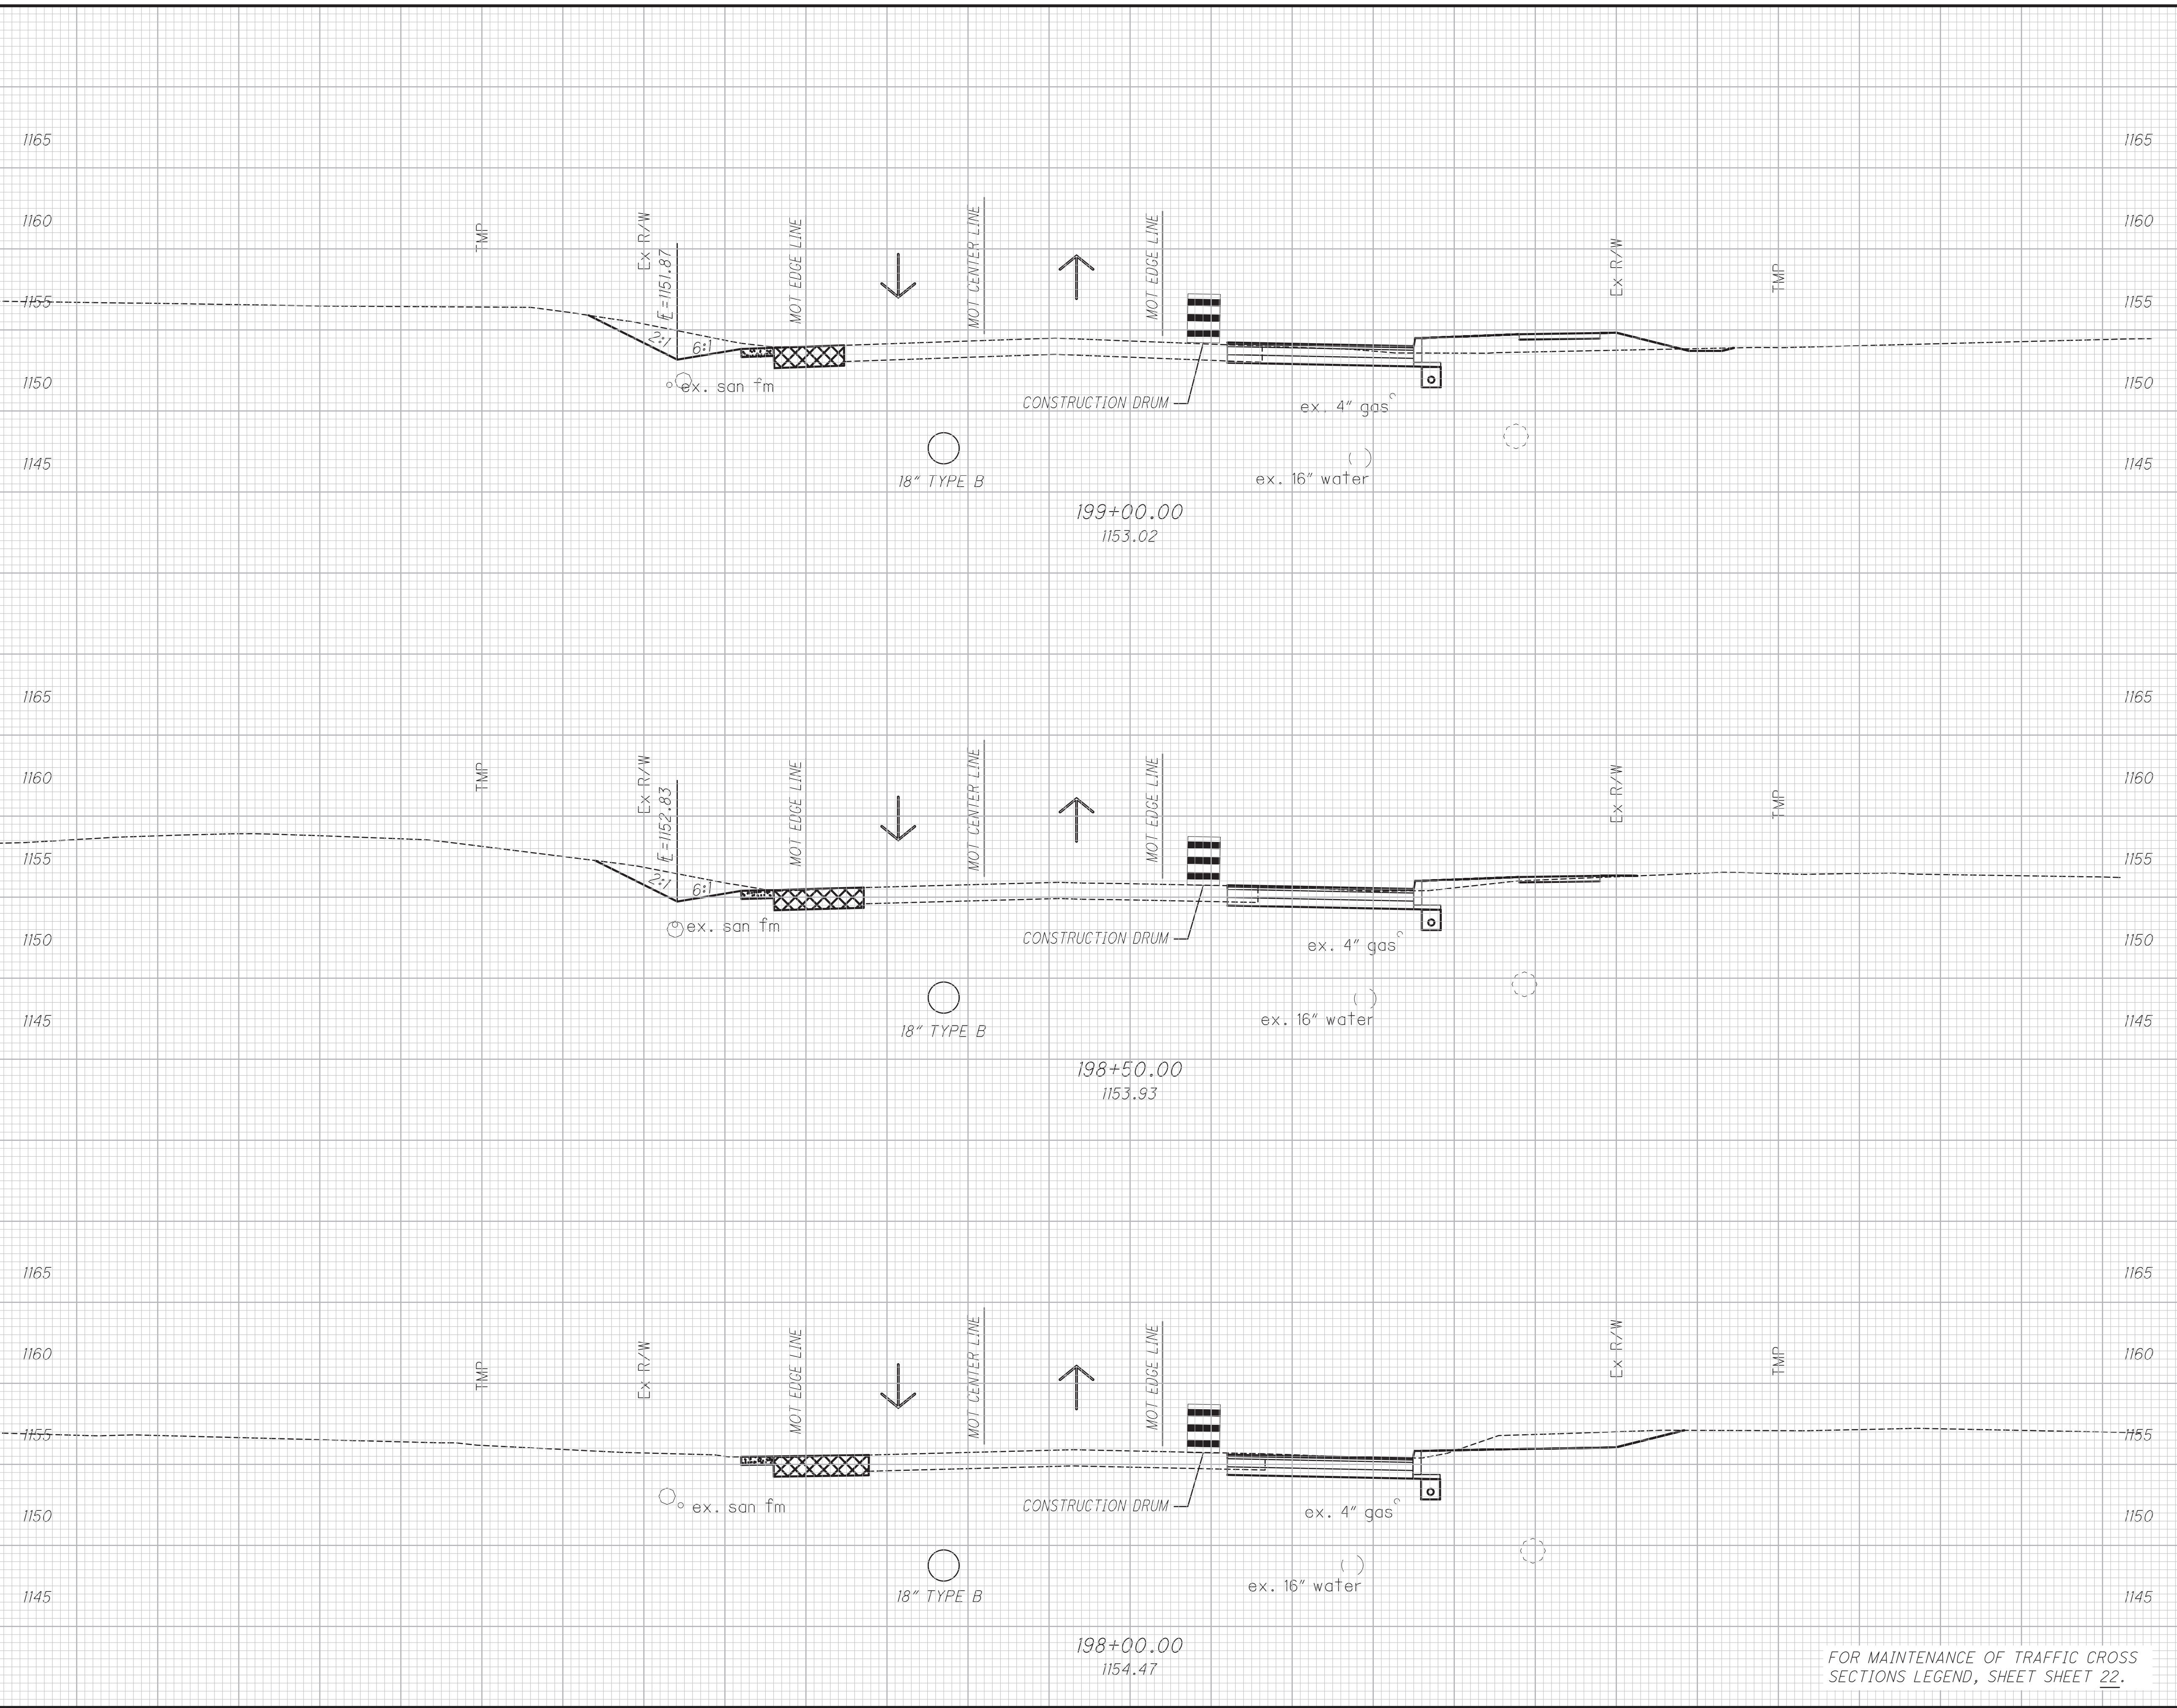 1165 1165
1160 1160
TMP
Ex R/W
℄ E=1151.87
MOT EDGE LINE
MOT CENTER LINE
MOT EDGE LINE
Ex R/W
TMP
1155 1155
2:1
6:1
1150 1150
ex. san fm
CONSTRUCTION DRUM
ex. 4" gas
1145 1145
18" TYPE B
ex. 16" water
199+00.00
1153.02
1165 1165
1160 1160
TMP
Ex R/W
℄ E=1152.83
MOT EDGE LINE
MOT CENTER LINE
MOT EDGE LINE
Ex R/W
TMP
1155 1155
2:1
6:1
1150 1150
ex. san fm
CONSTRUCTION DRUM
ex. 4" gas
1145 1145
18" TYPE B
ex. 16" water
198+50.00
1153.93
1165 1165
1160 1160
TMP
Ex R/W
MOT EDGE LINE
MOT CENTER LINE
MOT EDGE LINE
Ex R/W
TMP
1155 1155
1150 1150
ex. san fm
CONSTRUCTION DRUM
ex. 4" gas
1145 1145
18" TYPE B
ex. 16" water
198+00.00
1154.47
FOR MAINTENANCE OF TRAFFIC CROSS
SECTIONS LEGEND, SHEET SHEET 22.